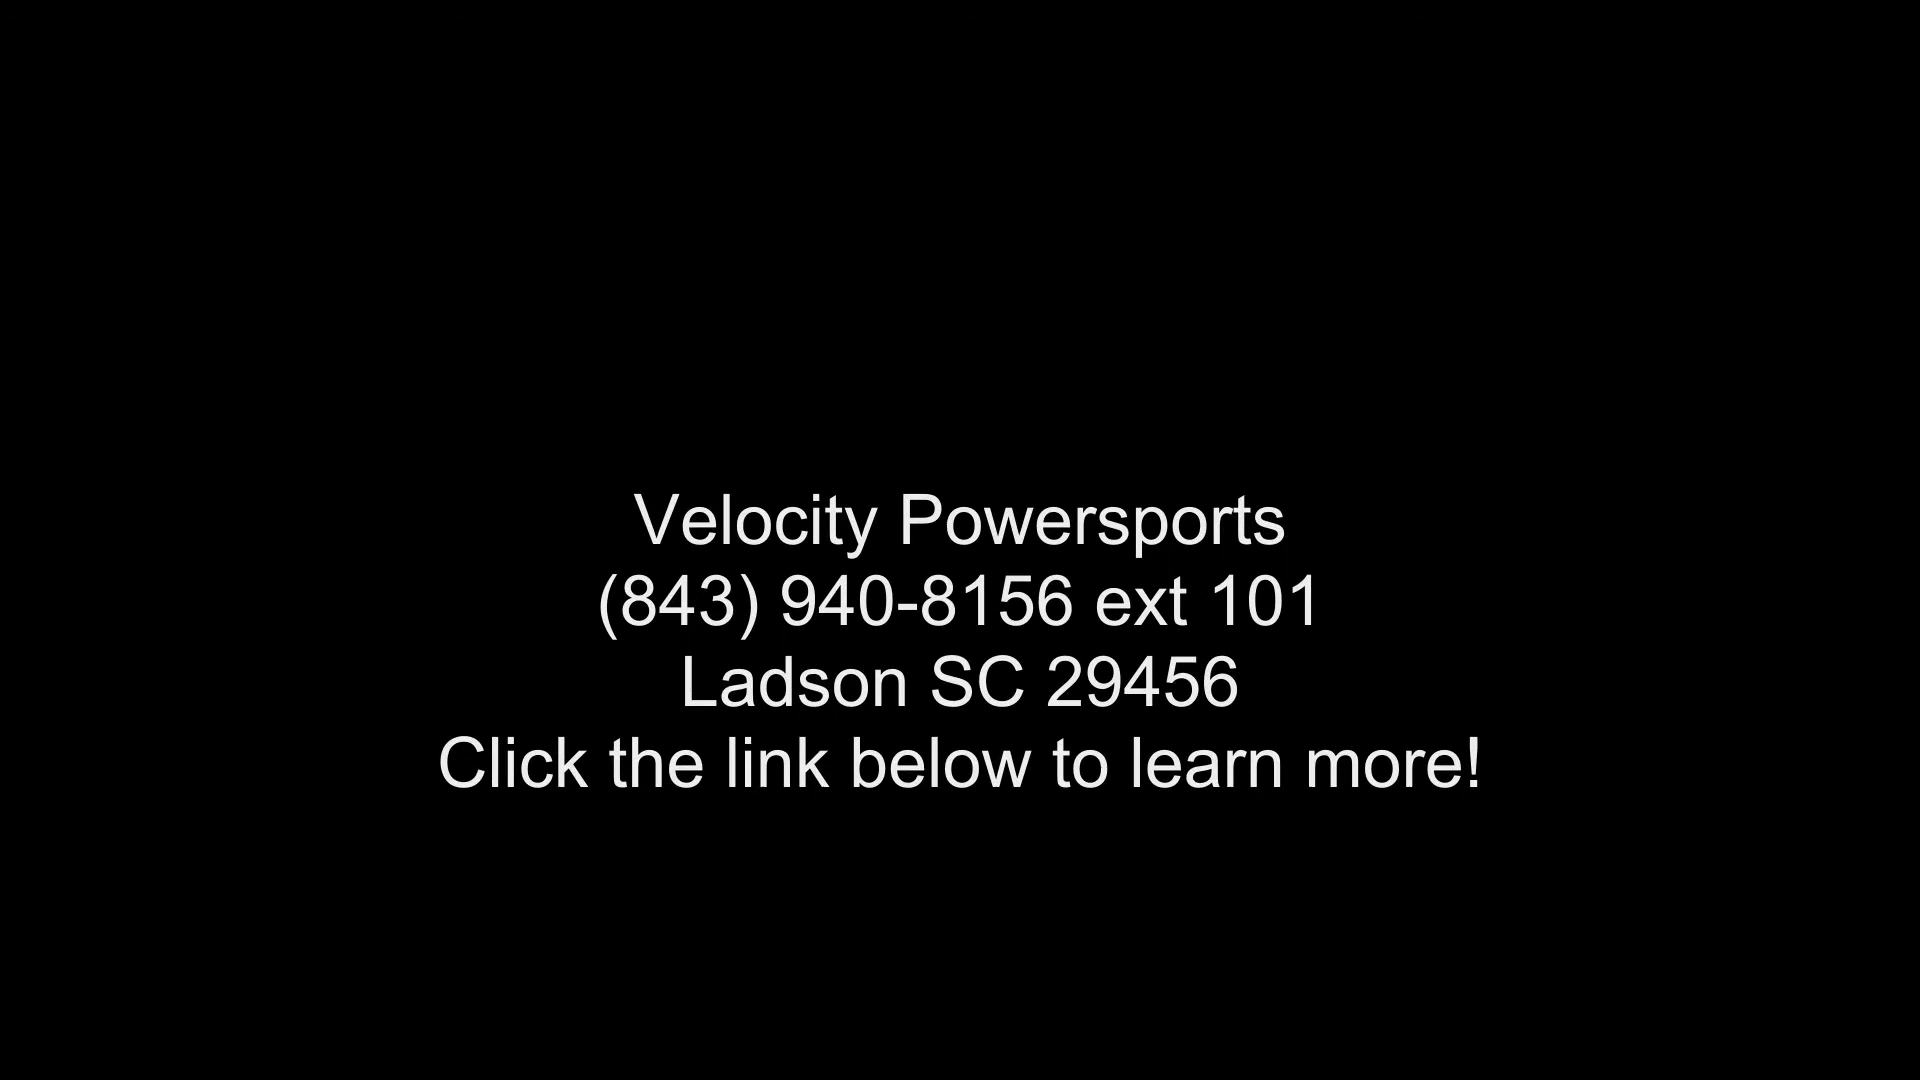 Velocity Powersports
(843) 940-8156 ext 101
Ladson SC 29456
Click the link below to learn more!